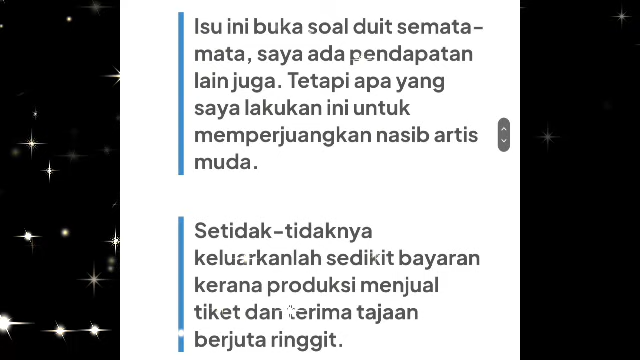 Isu ini buka soal duit semata-
mata, saya ada pendapatan
lain juga. Tetapi apa yang
saya lakukan ini untuk
memperjuangkan nasib artis
muda.
Setidak-tidaknya
keluarkanlah sedikit bayaran
kerana produksi menjual
tiket dan terima tajaan
berjuta ringgit.